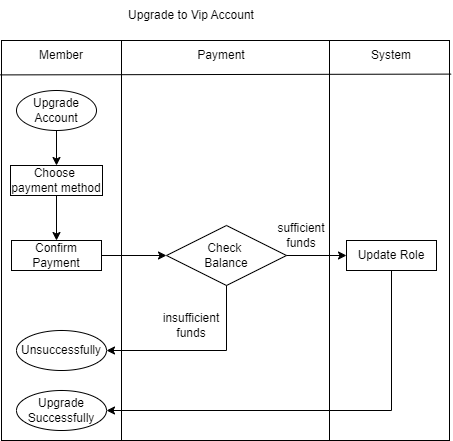 Upgrade to Vip Account
Member
Payment
System
Upgrade
Account
Choose
payment method
Confirm
Payment
Check
Balance
sufficient
funds
Update Role
insufficient
funds
Unsuccessfully
Upgrade
Successfully